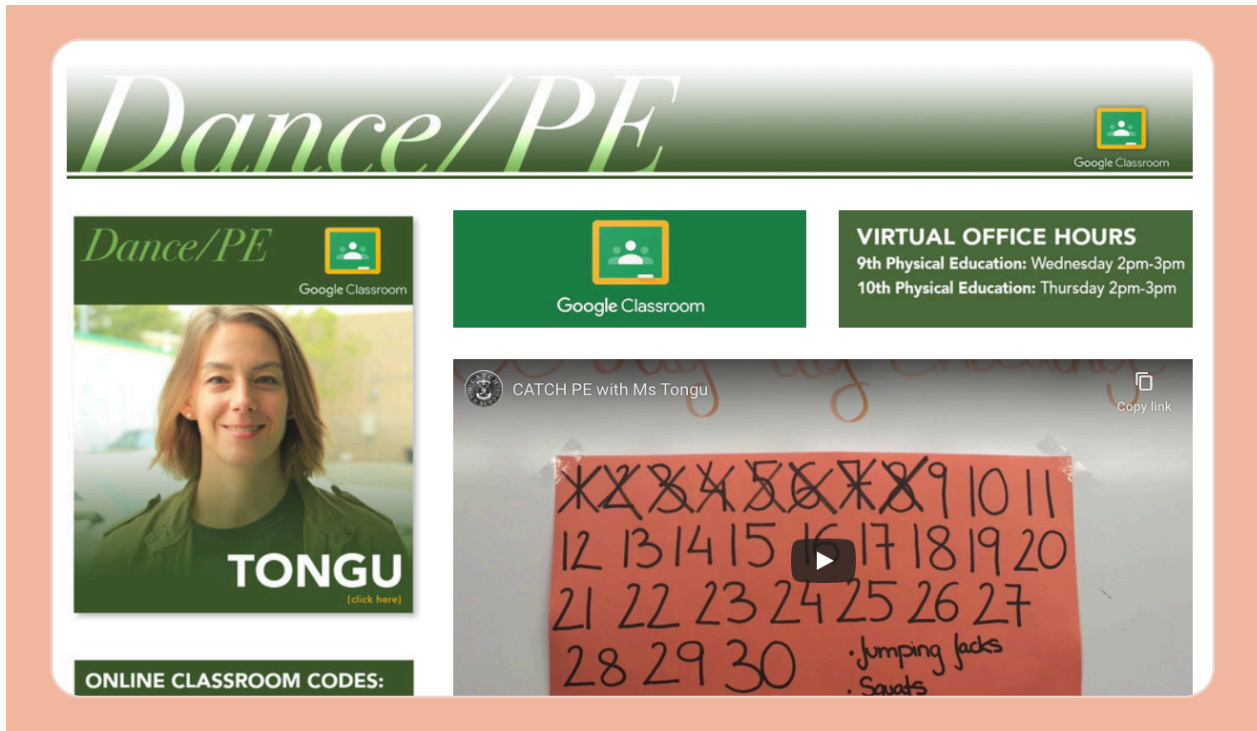 Dance/PE
Google Classroom
Dance/PE
Google Classroom
TONGU
[click here]
ONLINE CLASSROOM CODES:
Google Classroom
VIRTUAL OFFICE HOURS
9th Physical Education: Wednesday 2pm-3pm
10th Physical Education: Thursday 2pm-3pm
CATCH PE with Ms Tongu
Copy link
1 2 3 4 5 6 7 8 9 10 11
12 13 14 15 16 17 18 19 20
21 22 23 24 25 26 27
28 29 30
·Jumping Jacks
·Squats